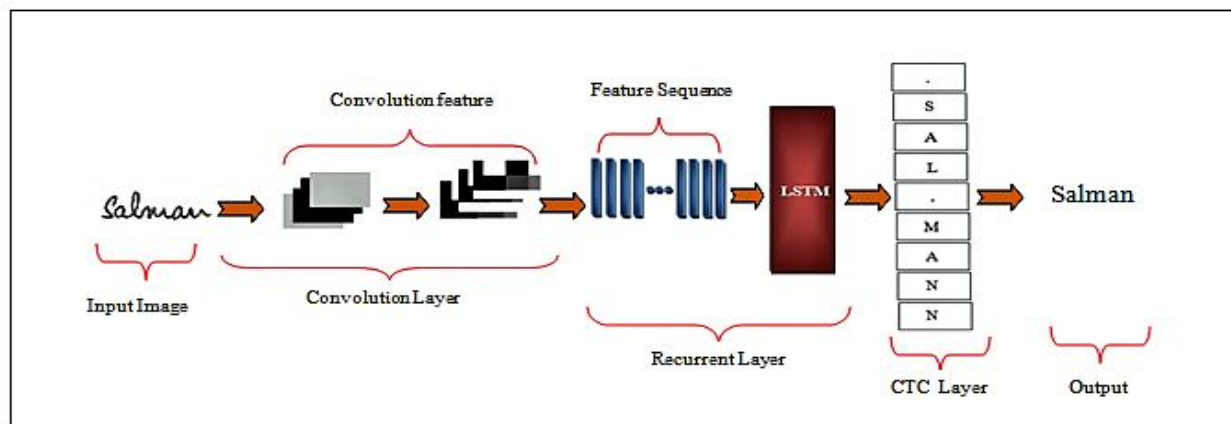 Convolution feature
Feature Sequence
Salman
Input Image
Convolution Layer
LSTM
Recurrent Layer
.
S
A
L
.
M
A
N
N
CTC Layer
Salman
Output